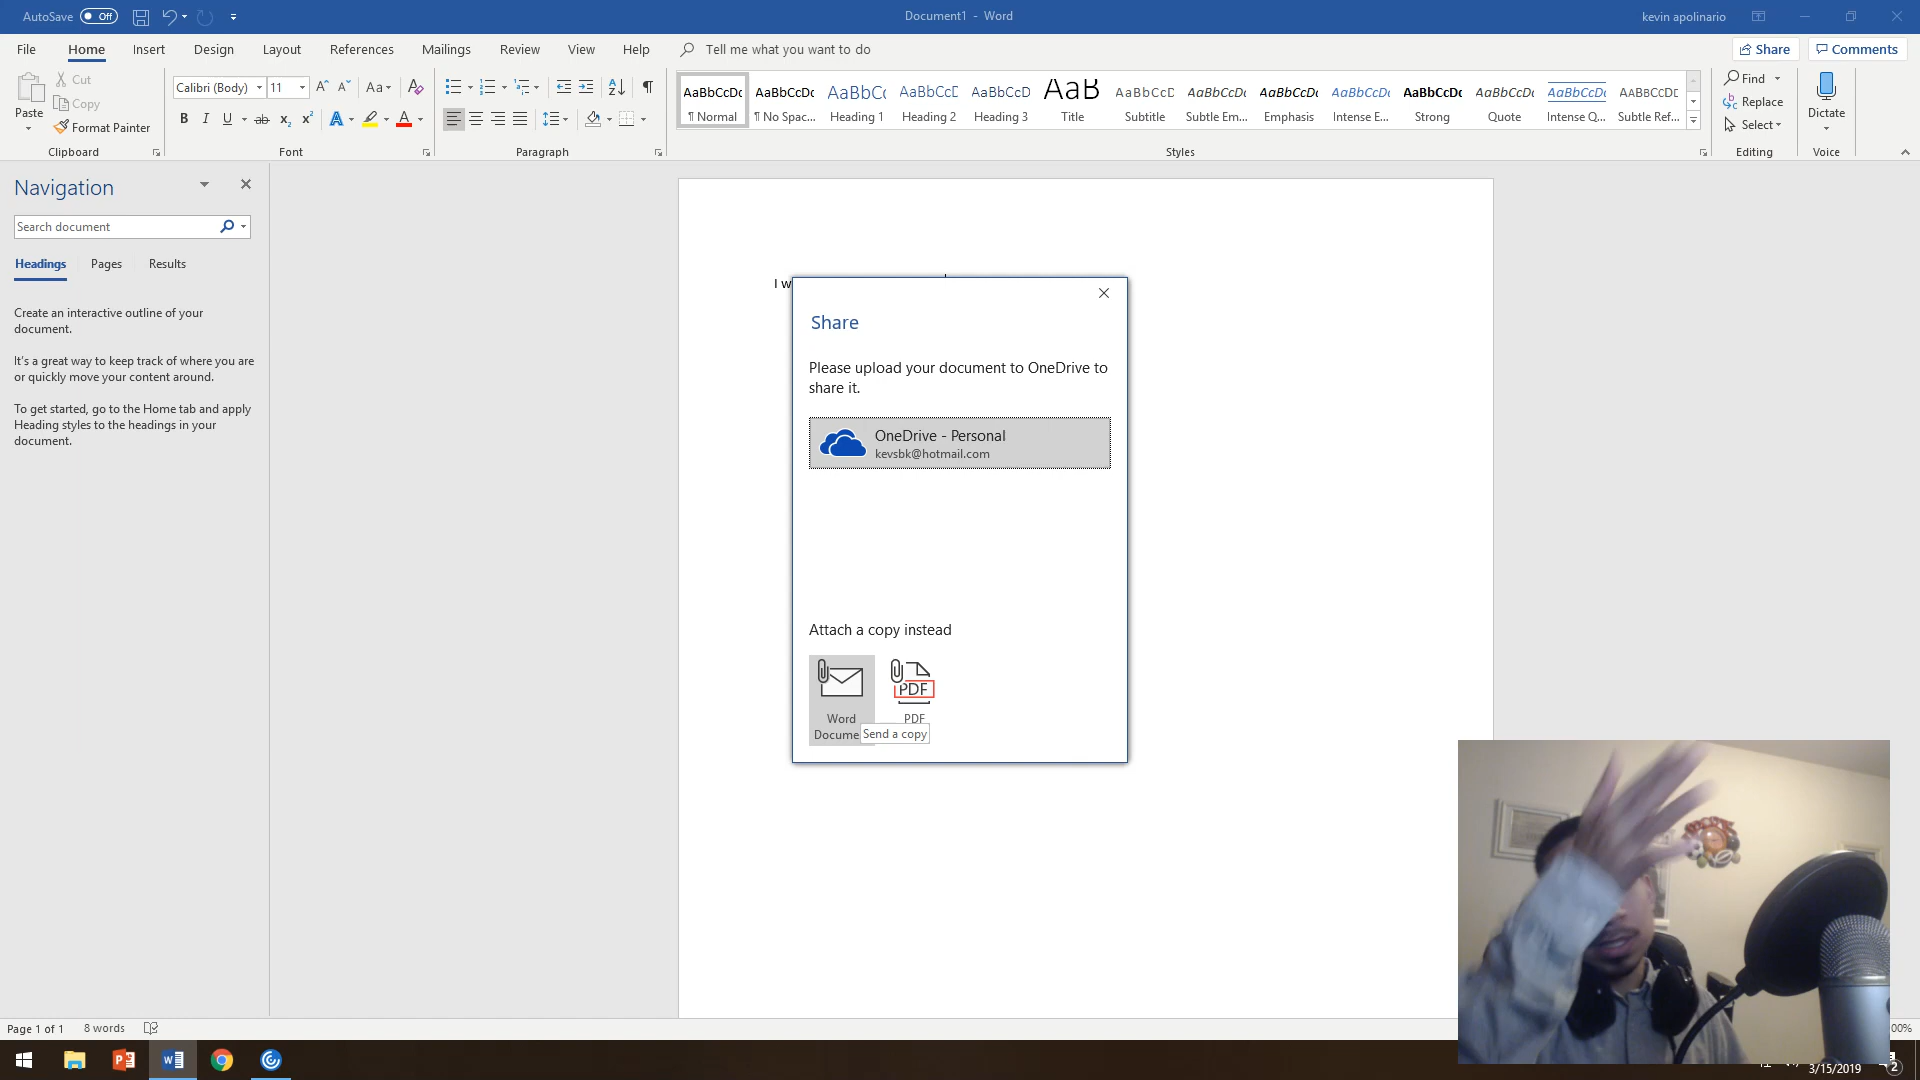 AutoSave Off
Document1 - Word
kevin apolinario
File Home Insert Design Layout References Mailings Review View Help Tell me what you want to do
Share Comments
Paste
Cut
Copy
Format Painter
Clipboard
Calibri (Body) 11
Aa
B I U ab x₂ x² A A
Font
Paragraph
AaBbCcDc AaBbCcDc AaBbCc AaBbCcD AaBbCcD AaB AaBbCcD AaBbCcDc AaBbCcDc AaBbCcDc AaBbCcDc AaBbCcDc AaBbCcDc AABBCCDE
¶ Normal ¶ No Spac... Heading 1 Heading 2 Heading 3 Title Subtitle Subtle Em... Emphasis Intense E... Strong Quote Intense Q... Subtle Ref...
Styles
Find
Replace
Select
Editing
Dictate
Voice
Navigation
Search document
Headings Pages Results
Create an interactive outline of your
document.
It's a great way to keep track of where you are
or quickly move your content around.
To get started, go to the Home tab and apply
Heading styles to the headings in your
document.
I w
Share
Please upload your document to OneDrive to
share it.
OneDrive - Personal
kevsbk@hotmail.com
Attach a copy instead
PDF
Word
Docume
PDF
Send a copy
Page 1 of 1 8 words
00%
3/15/2019
2